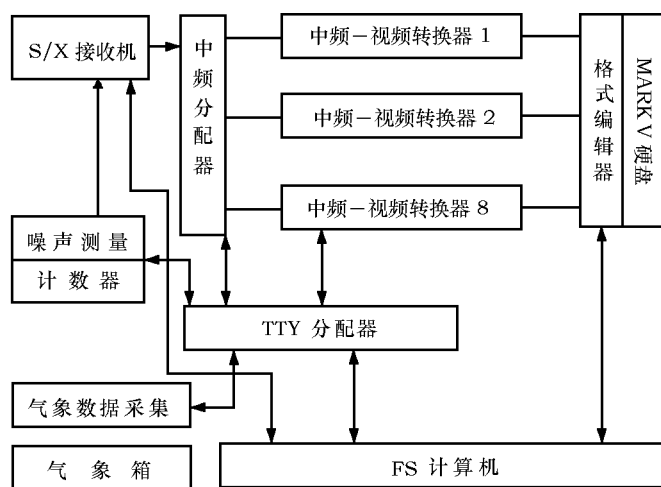 S/X 接收机
中频分配器
中频－视频转换器 1
中频－视频转换器 2
中频－视频转换器 8
格式编辑器
MARK V 硬盘
噪声测量
计数器
TTY 分配器
气象数据采集
气象箱
FS 计算机